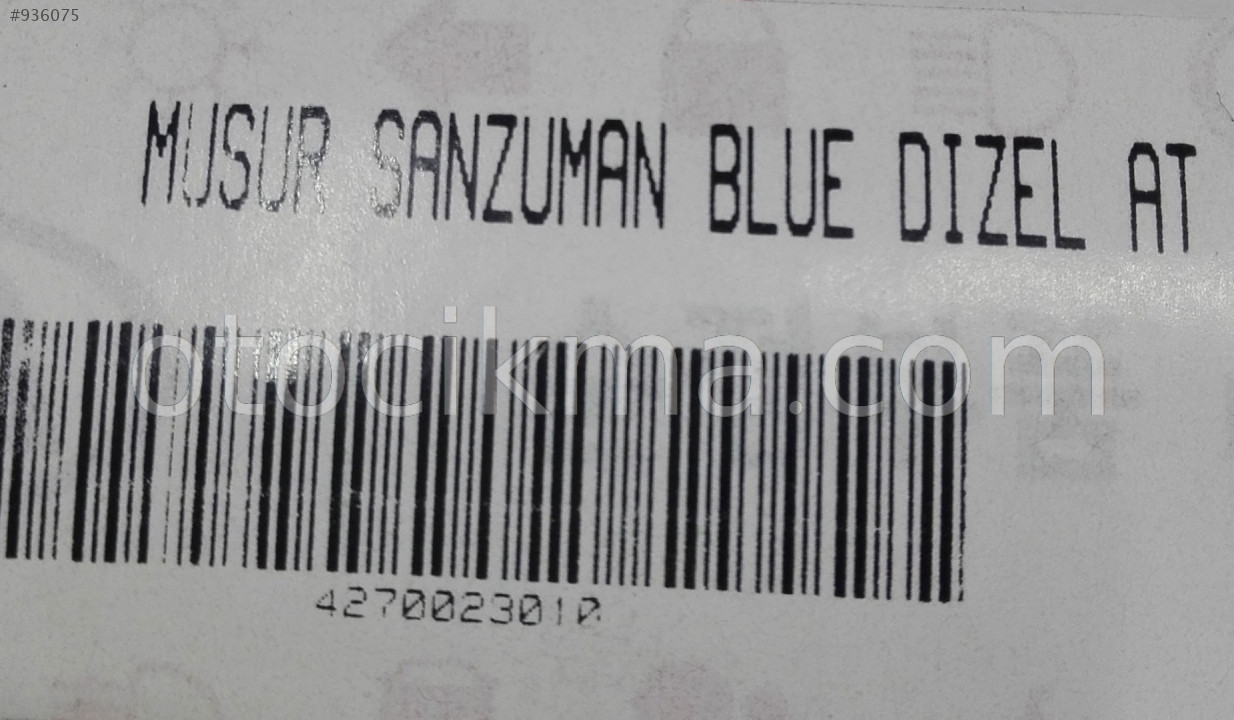 #936075
MUSUR SANZUMAN BLUE DIZEL AT
otocikma.com
4270023010